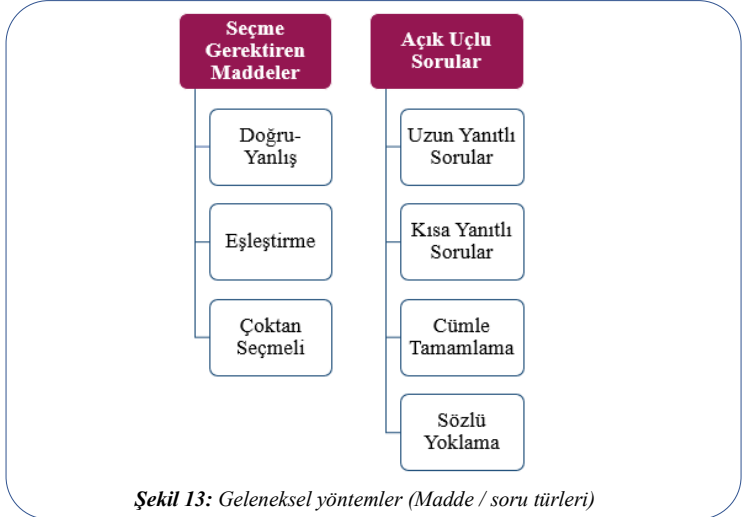 Seçme
Gerektiren
Maddeler
Doğru-
Yanlış
Eşleştirme
Çoktan
Seçmeli
Açık Uçlu
Sorular
Uzun Yanıtlı
Sorular
Kısa Yanıtlı
Sorular
Cümle
Tamamlama
Sözlü
Yoklama
Şekil 13: Geleneksel yöntemler (Madde / soru türleri)